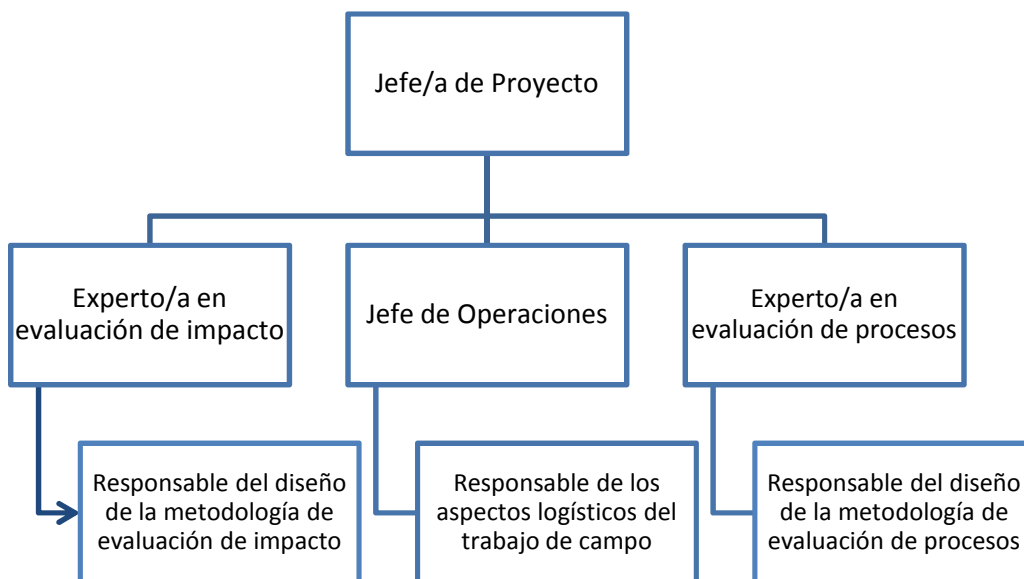 Jefe/a de Proyecto
Experto/a en
evaluación de impacto
Jefe de Operaciones
Experto/a en
evaluación de procesos
Responsable del diseño
de la metodología de
evaluación de impacto
Responsable de los
aspectos logísticos del
trabajo de campo
Responsable del diseño
de la metodología de
evaluación de procesos